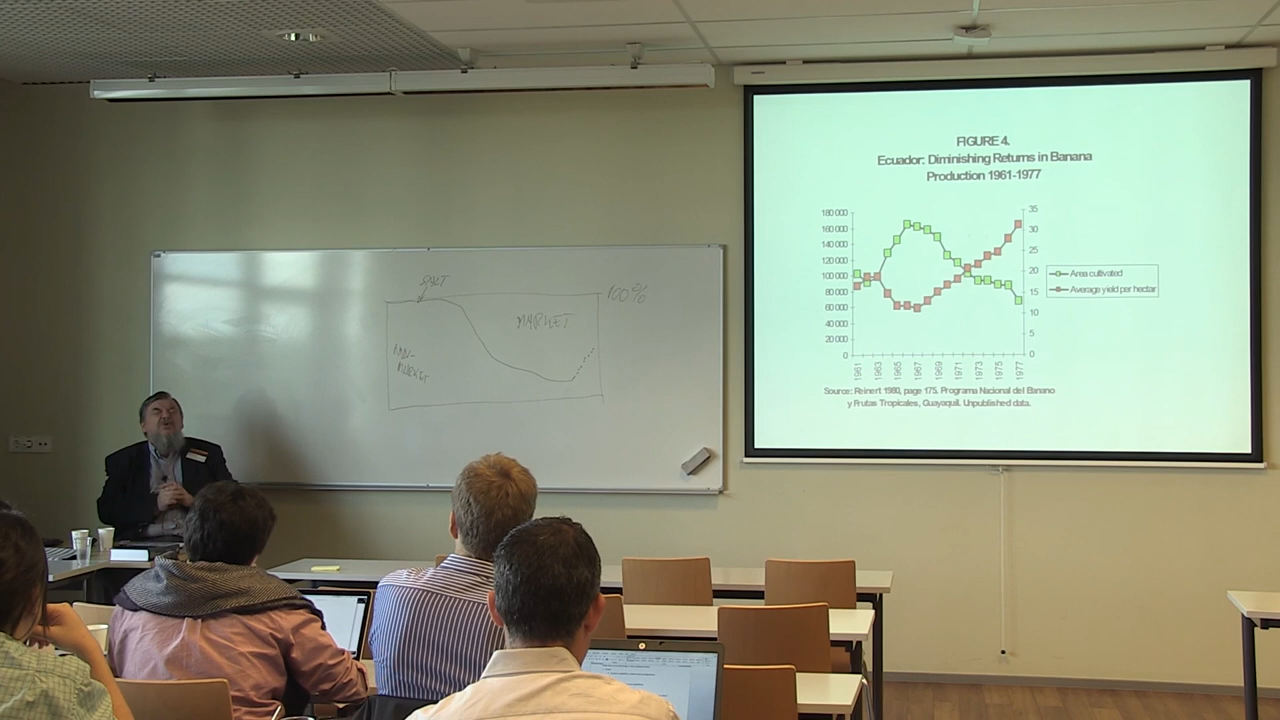 SALT
100%
MARKET
NON-
MARKET
FIGURE 4.
Ecuador: Diminishing Returns in Banana
Production 1961-1977
180 000
160 000
140 000
120 000
100 000
80 000
60 000
40 000
20 000
0
35
30
25
20
15
10
5
0
1961
1963
1965
1967
1969
1971
1973
1975
1977
Area cultivated
Average yield per hectar
Source: Reinert 1980, page 175. Programa Nacional del Banano
y Frutas Tropicales, Guayaquil. Unpublished data.